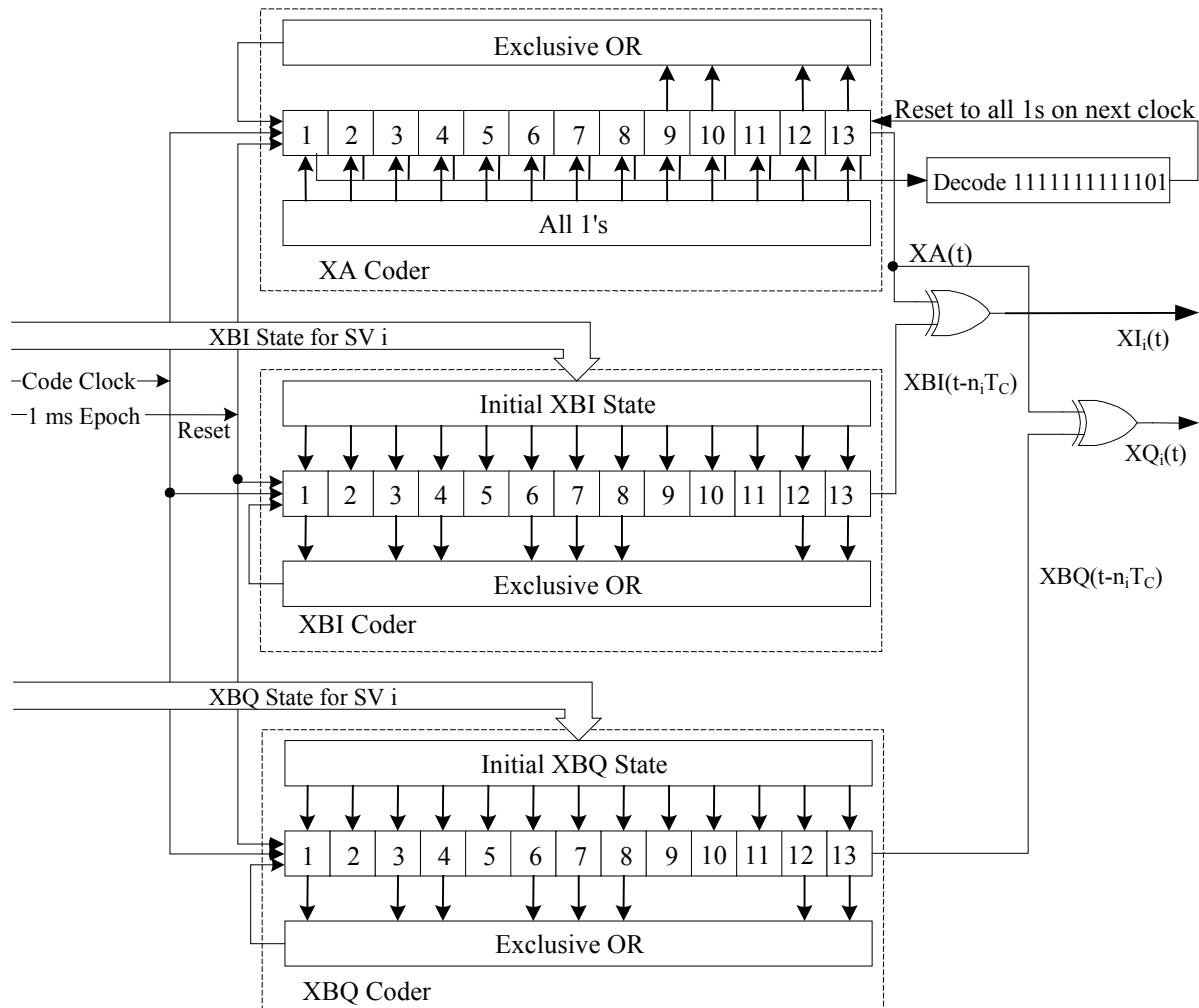 Exclusive OR
1 2 3 4 5 6 7 8 9 10 11 12 13
Reset to all 1s on next clock
Decode 1111111111101
All 1's
XA Coder
XA(t)
XBI State for SV i
XIi(t)
Code Clock
1 ms Epoch
Reset
Initial XBI State
XBI(t-niTC)
XQi(t)
1 2 3 4 5 6 7 8 9 10 11 12 13
Exclusive OR
XBI Coder
XBQ(t-niTC)
XBQ State for SV i
Initial XBQ State
1 2 3 4 5 6 7 8 9 10 11 12 13
Exclusive OR
XBQ Coder